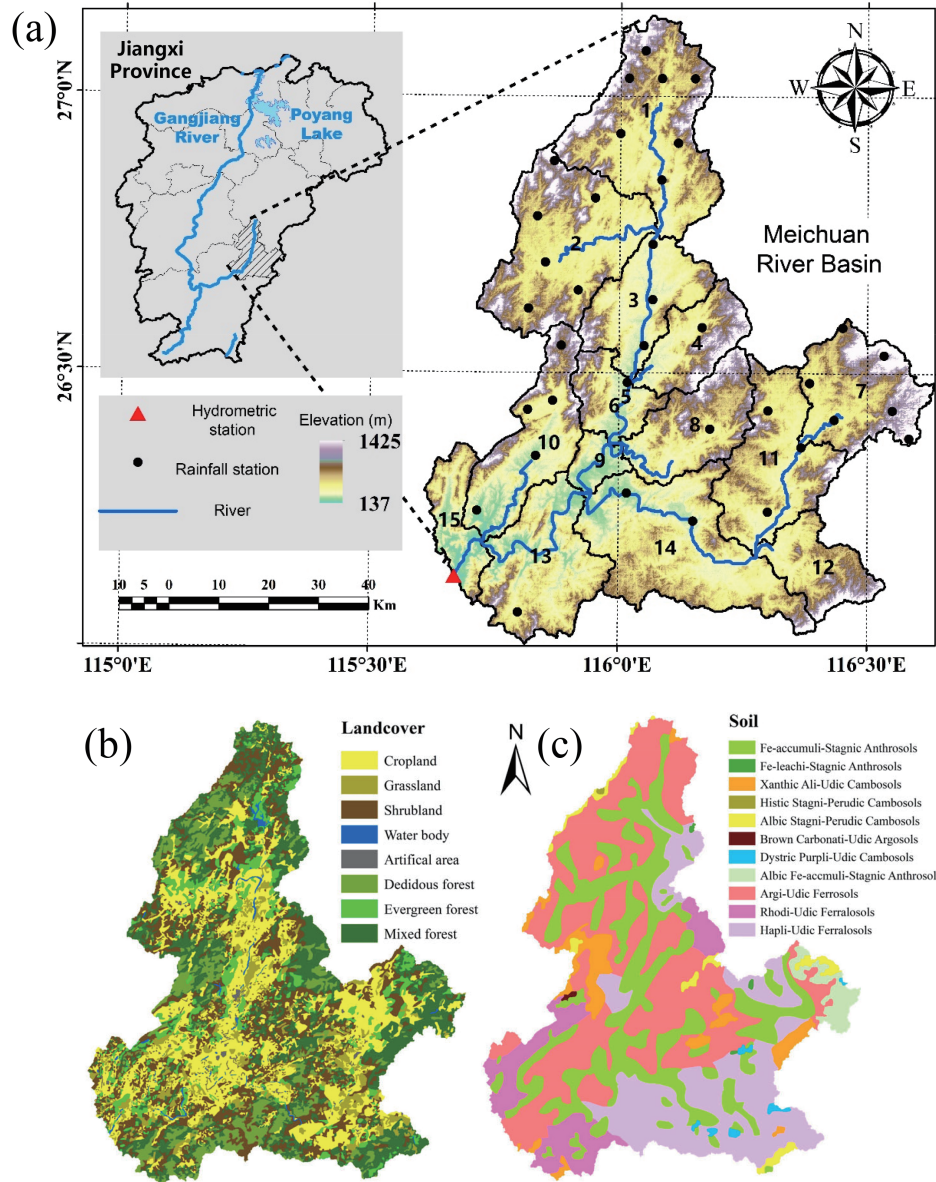 (a)
Jiangxi
Province
Gangjiang
River
Poyang
Lake
Hydrometric
station
Rainfall station
River
Elevation (m)
1425
137
10 5 0 10 20 30 40
Km
27°0'N
26°30'N
115°0'E
115°30'E
116°0'E
116°30'E
N
W
E
S
Meichuan
River Basin
1
2
3
4
6
7
8
9
10
11
12
13
14
15
(b)
Landcover
Cropland
Grassland
Shrubland
Water body
Artifical area
Dedidous forest
Evergreen forest
Mixed forest
N
(c)
Soil
Fe-accumuli-Stagnic Anthrosols
Fe-leachi-Stagnic Anthrosols
Xanthic Ali-Udic Cambosols
Histic Stagni-Perudic Cambosols
Albic Stagni-Perudic Cambosols
Brown Carbonati-Udic Argosols
Dystric Purpli-Udic Cambosols
Albic Fe-accmuli-Stagnic Anthrosol
Argi-Udic Ferrosols
Rhodi-Udic Ferralosols
Hapli-Udic Ferralosols